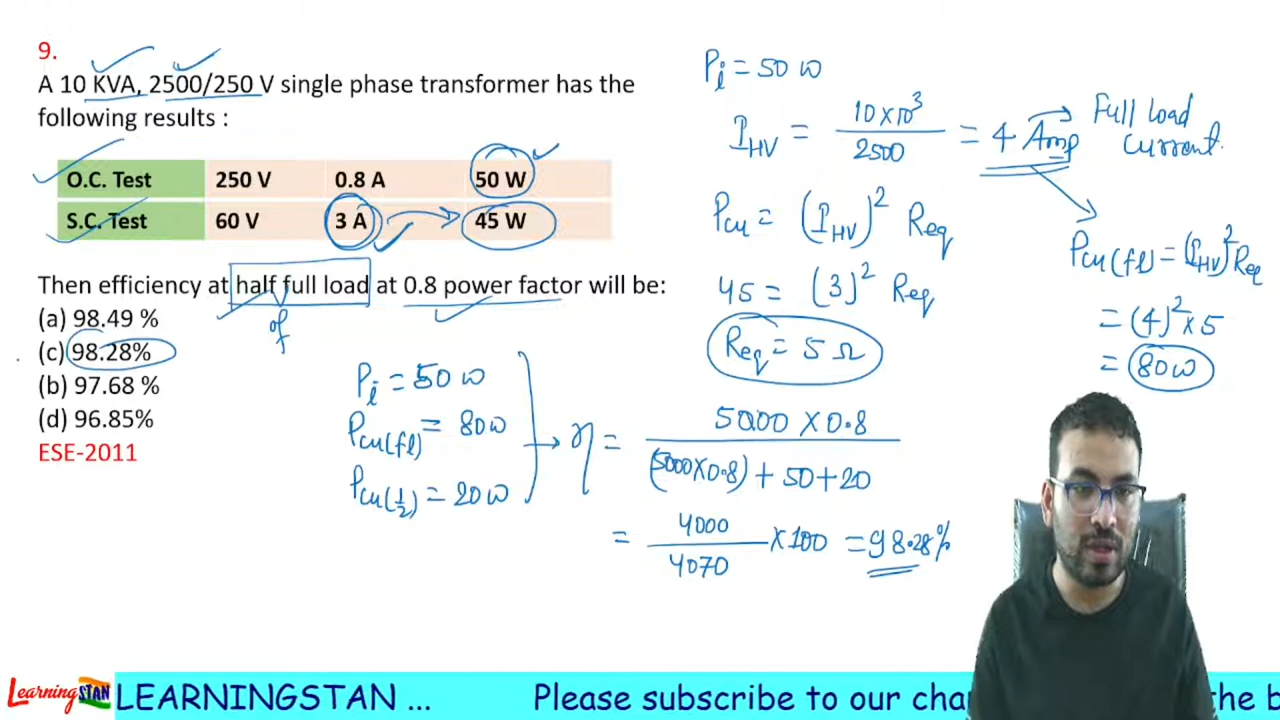 9.
A 10 KVA, 2500/250 V single phase transformer has the
following results :
O.C. Test 250 V 0.8 A 50 W
S.C. Test 60 V 3 A 45 W
Then efficiency at half full load at 0.8 power factor will be:
of
(a) 98.49 %
(c) 98.28%
(b) 97.68 %
(d) 96.85%
ESE-2011
Pi = 50 W
Pcu(fl) = 80 W
Pcu(1/2) = 20 W
Pi = 50 W
IHV = 10×10³ / 2500 = 4 Amp
Full load
current.
Pcu = (IHV)² Req
45 = (3)² Req
Req = 5 Ω
Pcu(fl) = (IHV)² Req
= (4)² × 5
= 80 W
η = 5000 × 0.8 / (5000×0.8) + 50 + 20
= 4000 / 4070 × 100 = 98.28%
Learning STAN
LEARNINGSTAN ... Please subscribe to our cha
the b